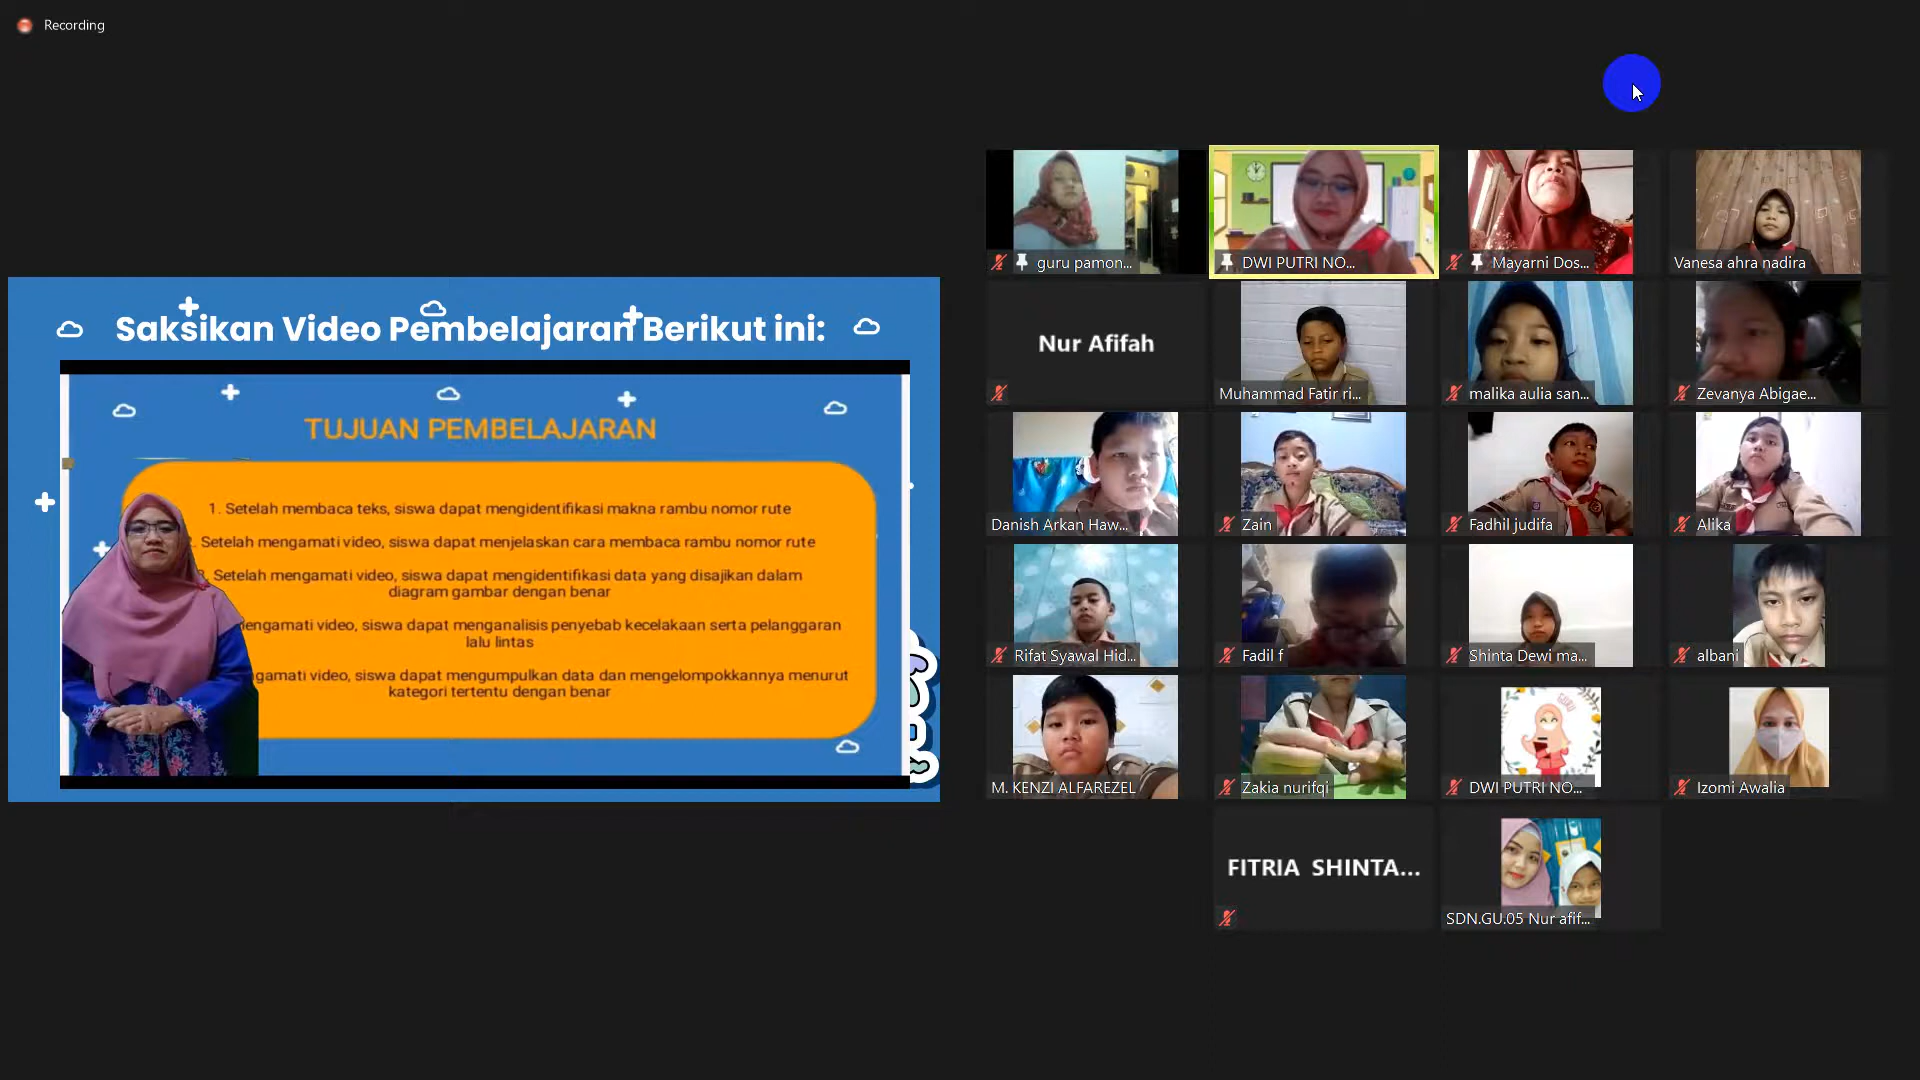 Recording
Saksikan Video Pembelajaran Berikut ini:
TUJUAN PEMBELAJARAN
1. Setelah membaca teks, siswa dapat mengidentifikasi makna rambu nomor rute
Setelah mengamati video, siswa dapat menjelaskan cara membaca rambu nomor rute
Setelah mengamati video, siswa dapat mengidentifikasi data yang disajikan dalam
diagram gambar dengan benar
mengamati video, siswa dapat menganalisis penyebab kecelakaan serta pelanggaran
lalu lintas
ngamati video, siswa dapat mengumpulkan data dan mengelompokkannya menurut
kategori tertentu dengan benar
guru pamon...
DWI PUTRI NO...
Mayarni Dos...
Vanesa ahra nadira
Nur Afifah
Muhammad Fatir ri...
malika aulia san...
Zevanya Abigae...
Danish Arkan Haw...
Zain
Fadhil judifa
Alika
Rifat Syawal Hid...
Fadil f
Shinta Dewi ma...
albani
M. KENZI ALFAREZEL
Zakia nurifqi
DWI PUTRI NO...
Izomi Awalia
FITRIA SHINTA...
SDN.GU.05 Nur afif...